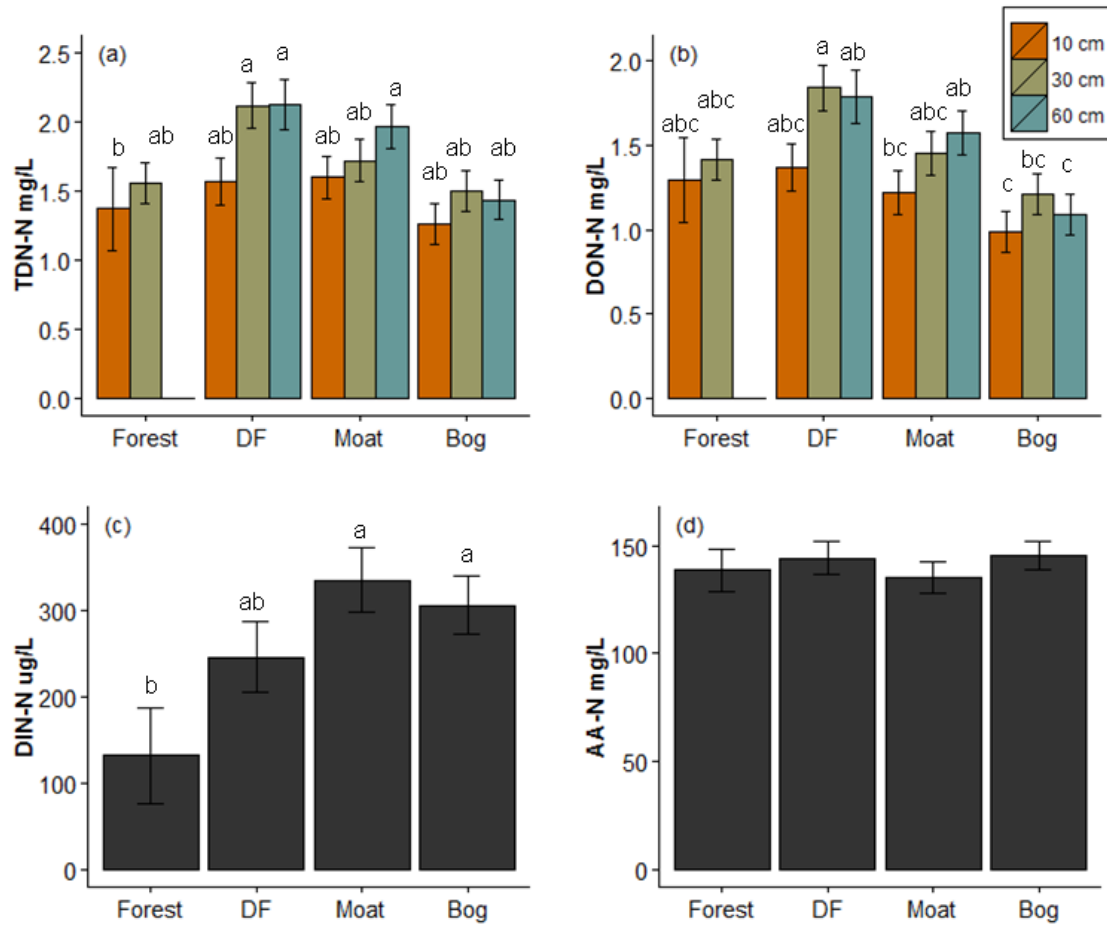 (a)
TDN-N mg/L
2.5
2.0
1.5
1.0
0.5
0.0
b
ab
ab
a
a
ab
ab
a
ab
ab
ab
Forest
DF
Moat
Bog
(b)
DON-N mg/L
2.0
1.5
1.0
0.5
0.0
abc
abc
abc
a
ab
bc
abc
ab
c
bc
c
Forest
DF
Moat
Bog
10 cm
30 cm
60 cm
(c)
DIN-N ug/L
400
300
200
100
0
b
ab
a
a
Forest
DF
Moat
Bog
(d)
AA-N mg/L
150
100
50
0
Forest
DF
Moat
Bog